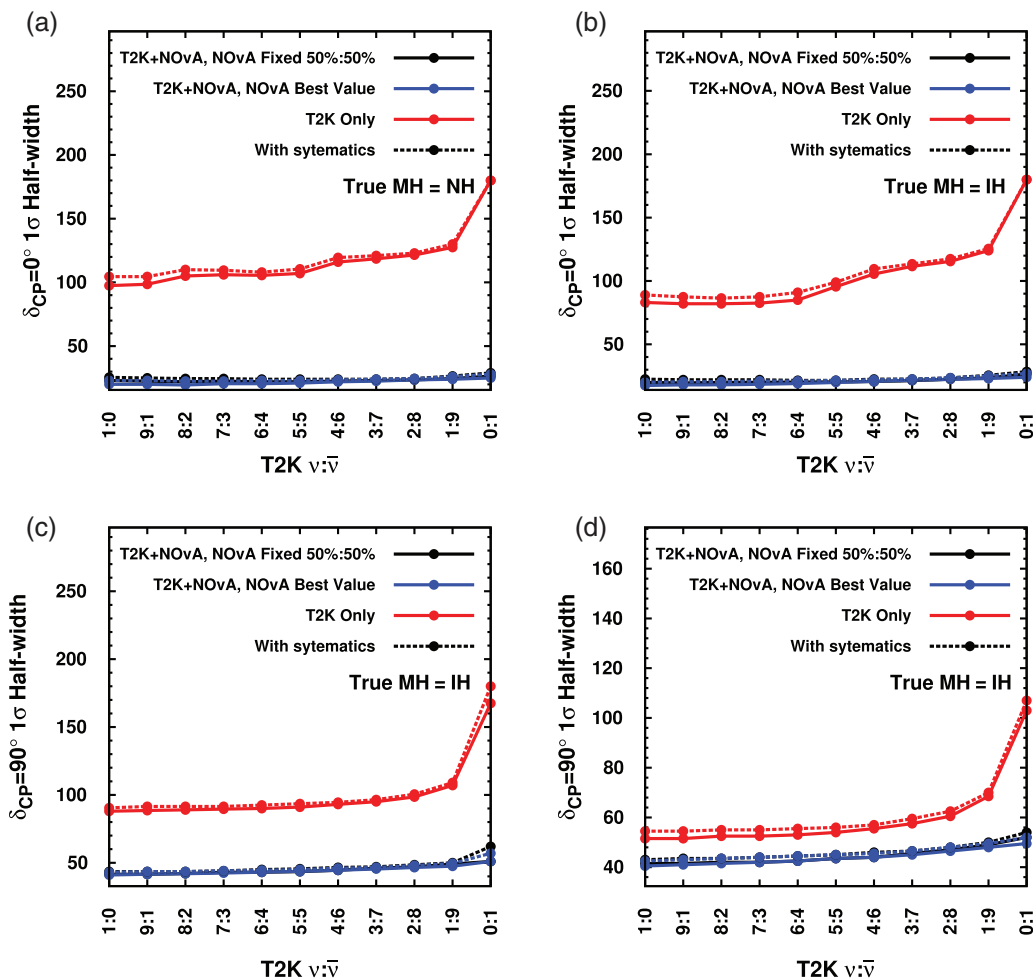 (a)
T2K+NOvA, NOvA Fixed 50%:50%
T2K+NOvA, NOvA Best Value
T2K Only
With sytematics
True MH = NH
δCP=0° 1σ Half-width
250
200
150
100
50
1:0 9:1 8:2 7:3 6:4 5:5 4:6 3:7 2:8 1:9 0:1
T2K ν:ν̅
(b)
T2K+NOvA, NOvA Fixed 50%:50%
T2K+NOvA, NOvA Best Value
T2K Only
With sytematics
True MH = IH
δCP=0° 1σ Half-width
250
200
150
100
50
1:0 9:1 8:2 7:3 6:4 5:5 4:6 3:7 2:8 1:9 0:1
T2K ν:ν̅
(c)
T2K+NOvA, NOvA Fixed 50%:50%
T2K+NOvA, NOvA Best Value
T2K Only
With sytematics
True MH = IH
δCP=90° 1σ Half-width
250
200
150
100
50
1:0 9:1 8:2 7:3 6:4 5:5 4:6 3:7 2:8 1:9 0:1
T2K ν:ν̅
(d)
T2K+NOvA, NOvA Fixed 50%:50%
T2K+NOvA, NOvA Best Value
T2K Only
With sytematics
True MH = IH
δCP=90° 1σ Half-width
160
140
120
100
80
60
40
1:0 9:1 8:2 7:3 6:4 5:5 4:6 3:7 2:8 1:9 0:1
T2K ν:ν̅